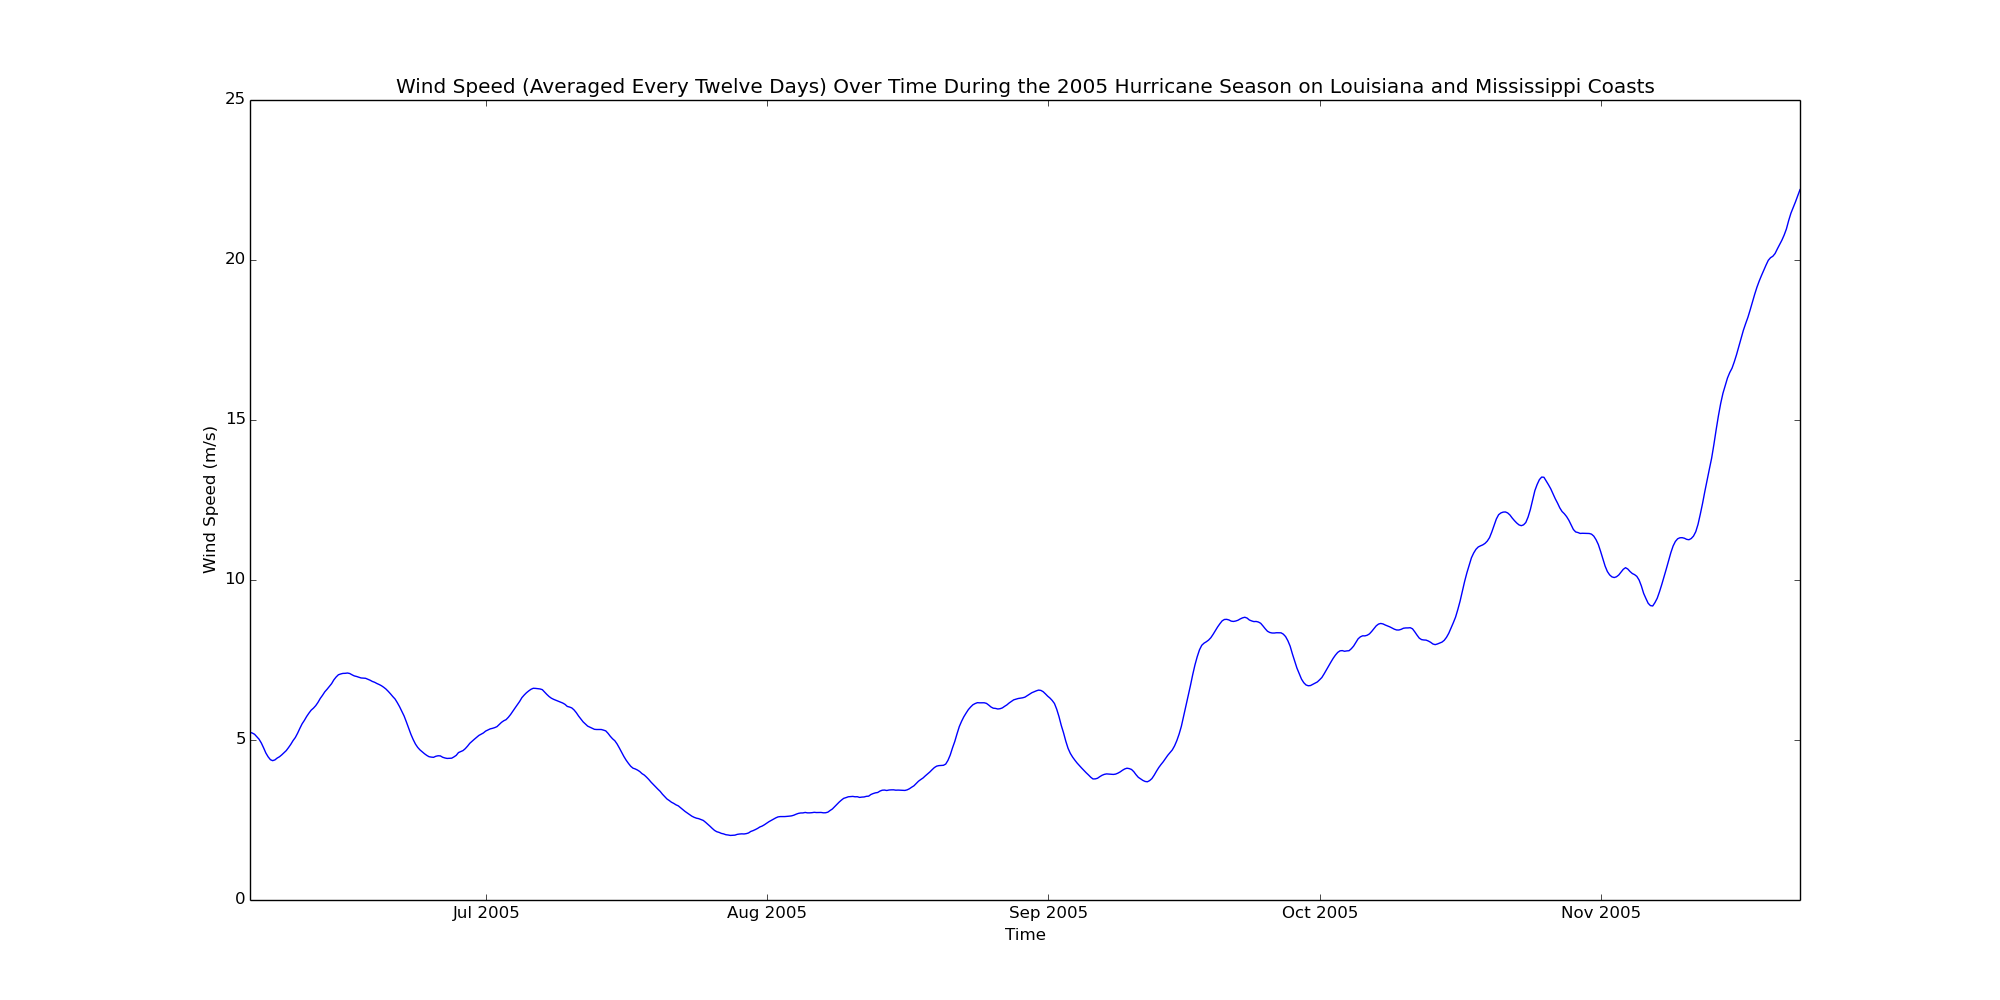 Wind Speed (Averaged Every Twelve Days) Over Time During the 2005 Hurricane Season on Louisiana and Mississippi Coasts
25
20
15
10
5
0
Wind Speed (m/s)
Jul 2005
Aug 2005
Sep 2005
Oct 2005
Nov 2005
Time